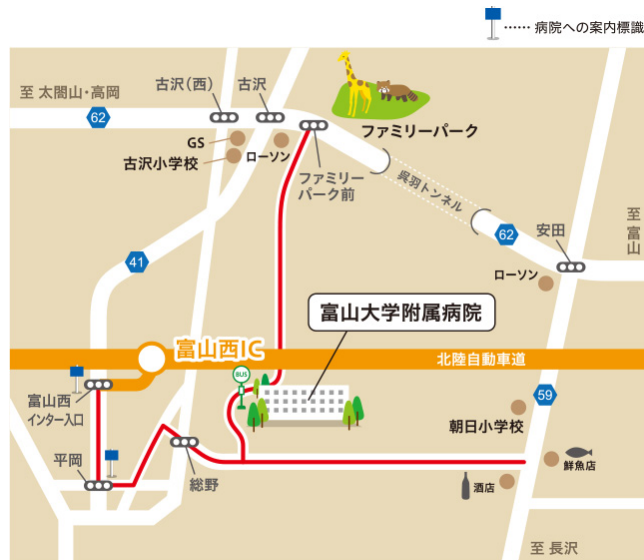 …… 病院への案内標識
至 太閤山・高岡
古沢(西)
古沢
62
GS
古沢小学校
ローソン
ファミリーパーク
ファミリー
パーク前
呉羽トンネル
至富山
安田
62
ローソン
41
富山大学附属病院
富山西IC
北陸自動車道
BUS
富山西
インター入口
59
朝日小学校
平岡
総野
鮮魚店
酒店
至 長沢